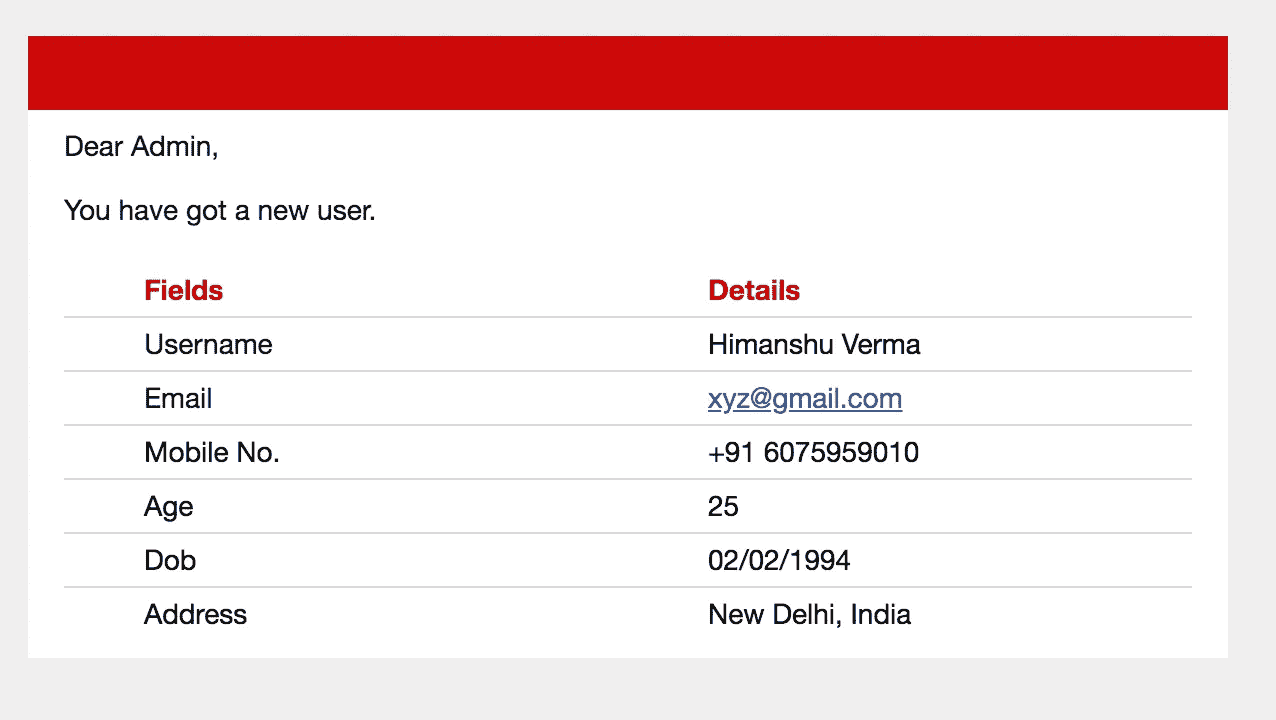 Dear Admin,
You have got a new user.
Fields Details
Username Himanshu Verma
Email xyz@gmail.com
Mobile No. +91 6075959010
Age 25
Dob 02/02/1994
Address New Delhi, India